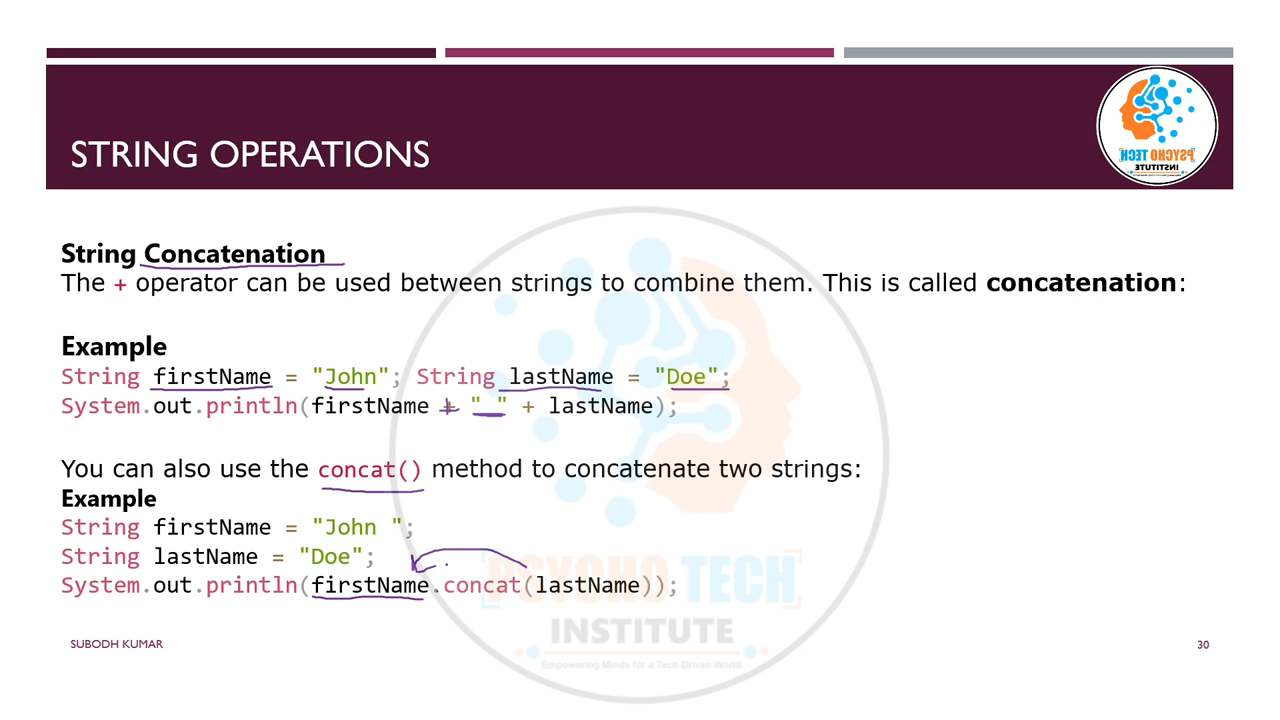 STRING OPERATIONS
PSYCHO TECH
INSTITUTE
String Concatenation
The + operator can be used between strings to combine them. This is called concatenation:
Example
String firstName = "John"; String lastName = "Doe";
System.out.println(firstName + " " + lastName);
You can also use the concat() method to concatenate two strings:
Example
String firstName = "John ";
String lastName = "Doe";
System.out.println(firstName.concat(lastName));
PSYCHO TECH
INSTITUTE
Empowering Minds for a Tech-Driven World
SUBODH KUMAR
30